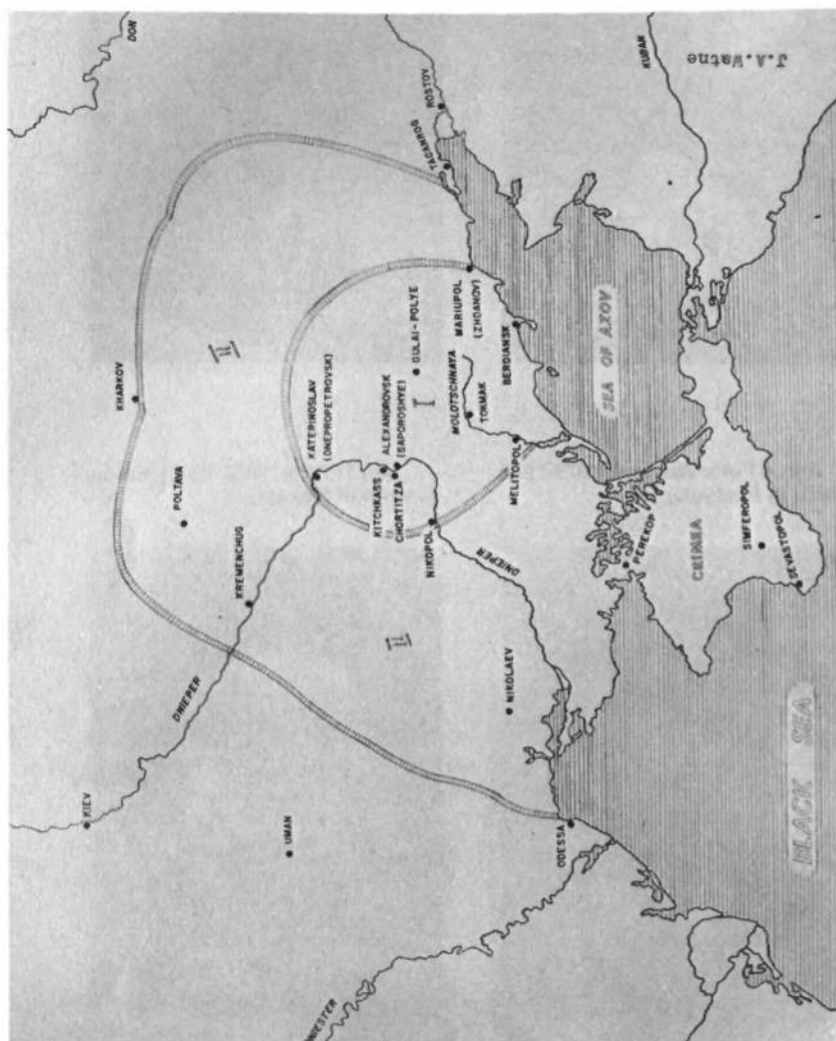 DON
ROSTOV
TAGANROG
KUBAN
J.A.Watne
KHARKOV
II
POLTAVA
KREMENCHUG
DNIEPER
KIEV
UMAN
KATERINOSLAV
(DNEPROPETROVSK)
ALEXANDROVSK
(SAPOROSHYE)
KITCHKASS
CHORTITZA
NIKOPOL
GULAI-POLYE
I
MOLOTSCHNAYA
TOKMAK
MARIUPOL
(ZHDANOV)
BERDIANSK
MELITOPOL
SEA OF AZOV
DNIEPER
II
NIKOLAEV
ODESSA
PEREKOP
CRIMEA
SIMFEROPOL
SEVASTOPOL
BLACK SEA
NIESTER